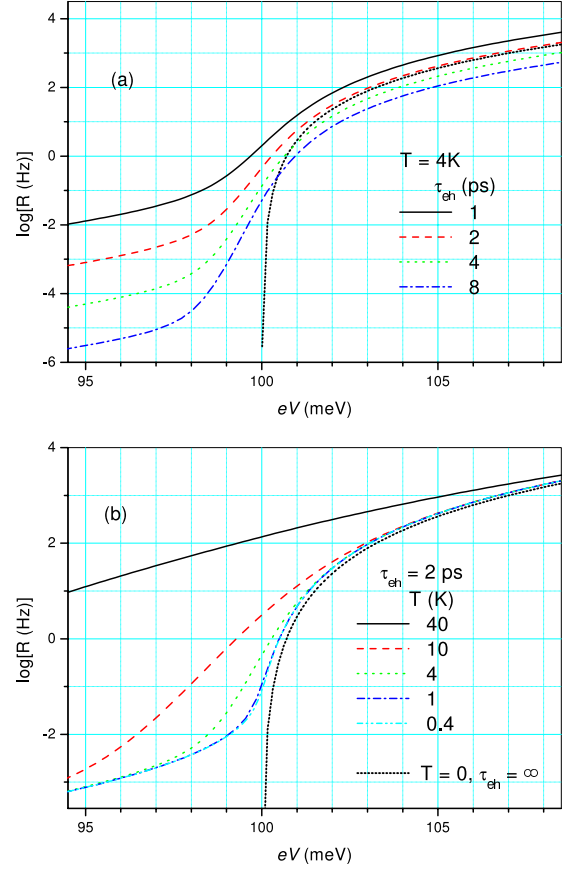 4
2
0
-2
-4
-6
log[R (Hz)]
(a)
T = 4K
τeh (ps)
1
2
4
8
95 100 105
eV (meV)
4
2
0
-2
log[R (Hz)]
(b)
τeh = 2 ps
T (K)
40
10
4
1
0.4
T = 0, τeh = ∞
95 100 105
eV (meV)